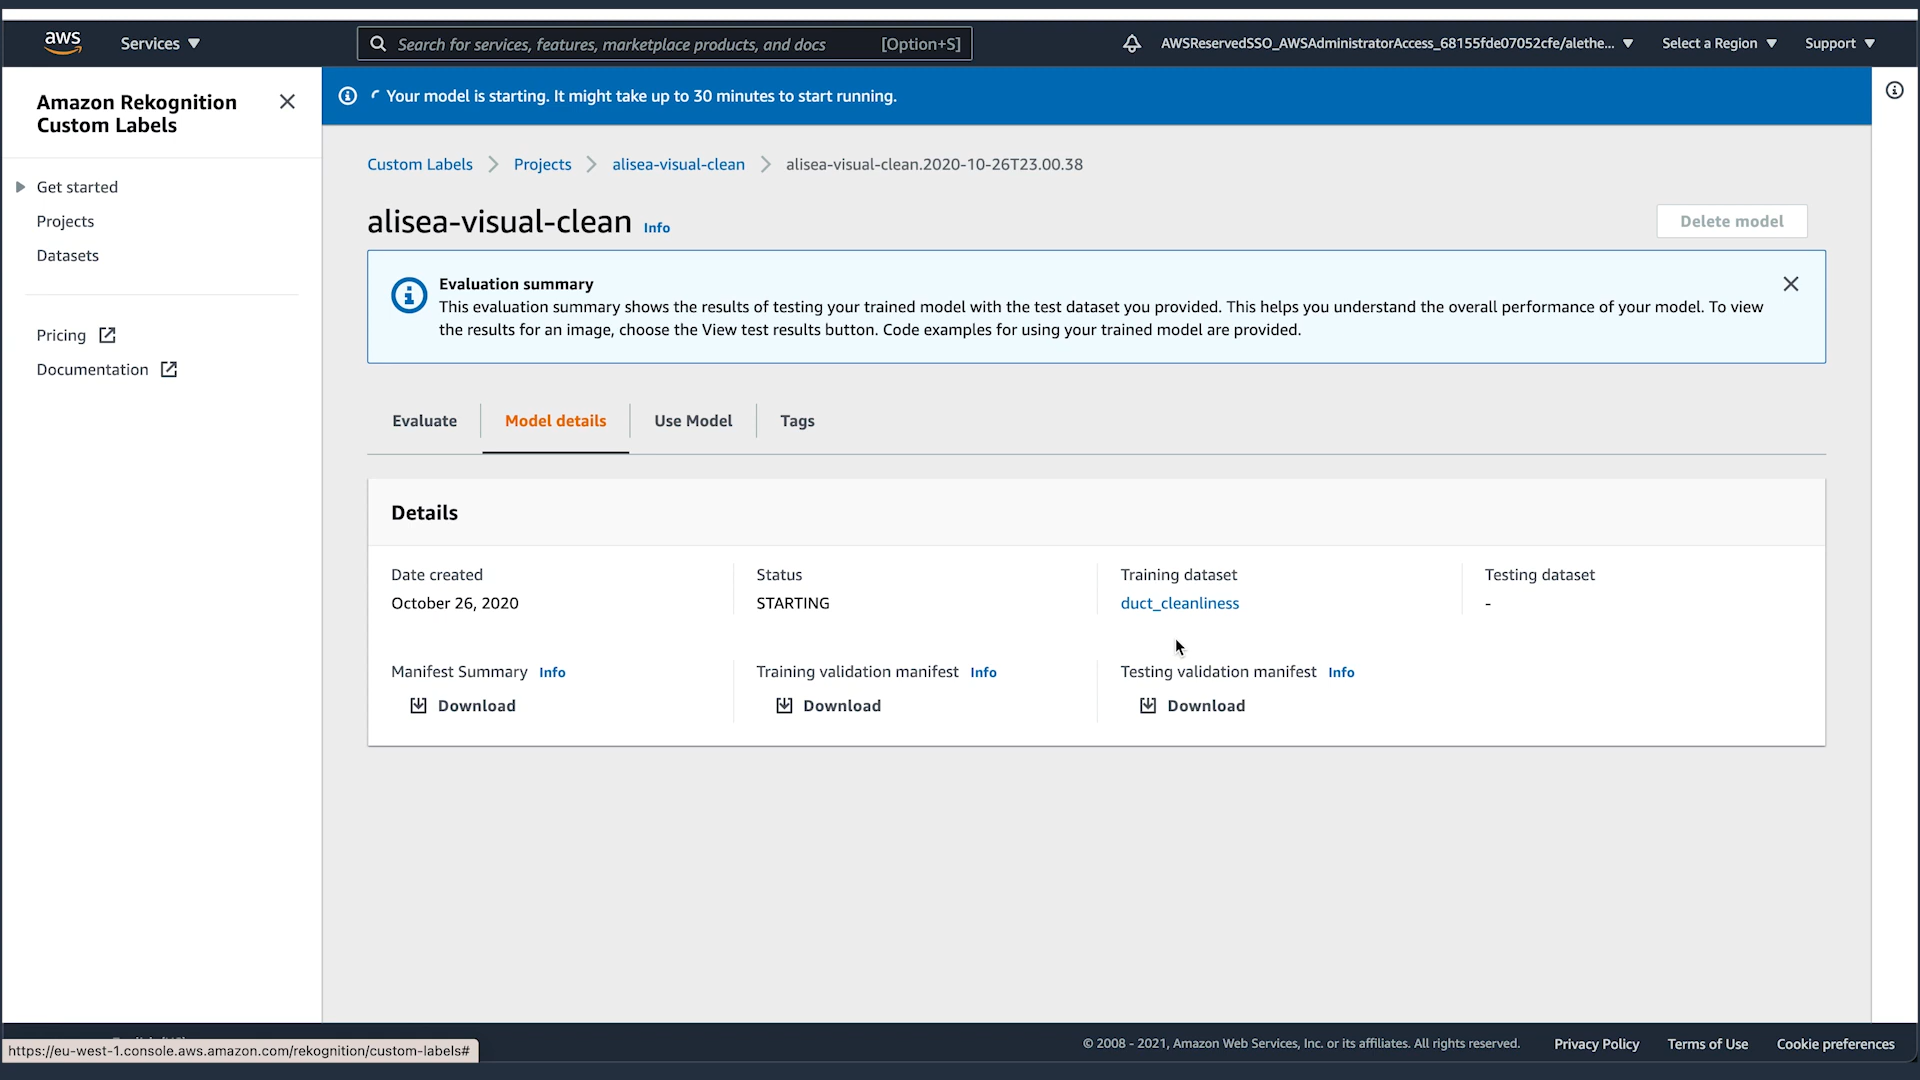 aws
Services
Search for services, features, marketplace products, and docs
[Option+S]
AWSReservedSSO_AWSAdministratorAccess_68155fde07052cfe/alethe...
Select a Region
Support
Amazon Rekognition
Custom Labels
Your model is starting. It might take up to 30 minutes to start running.
Get started
Projects
Datasets
Pricing
Documentation
Custom Labels
Projects
alisea-visual-clean
alisea-visual-clean.2020-10-26T23.00.38
alisea-visual-clean Info
Delete model
Evaluation summary
This evaluation summary shows the results of testing your trained model with the test dataset you provided. This helps you understand the overall performance of your model. To view
the results for an image, choose the View test results button. Code examples for using your trained model are provided.
Evaluate
Model details
Use Model
Tags
Details
Date created
October 26, 2020
Status
STARTING
Training dataset
duct_cleanliness
Testing dataset
-
Manifest Summary Info
Download
Training validation manifest Info
Download
Testing validation manifest Info
Download
https://eu-west-1.console.aws.amazon.com/rekognition/custom-labels#
© 2008 - 2021, Amazon Web Services, Inc. or its affiliates. All rights reserved.
Privacy Policy
Terms of Use
Cookie preferences